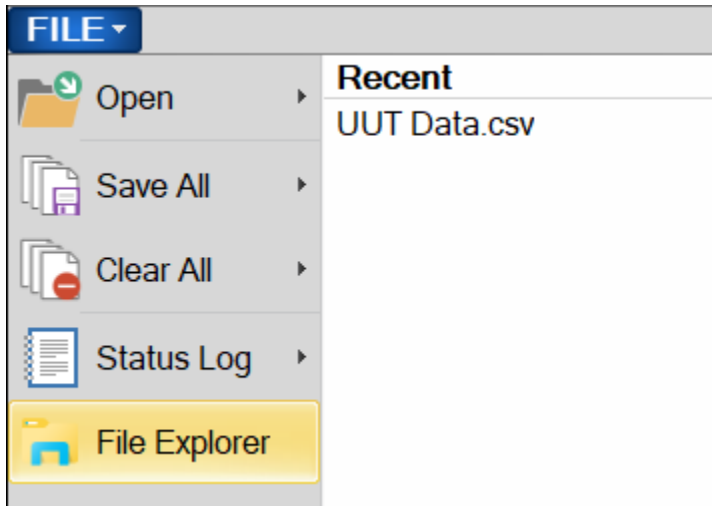 FILE
Open
Save All
Clear All
Status Log
File Explorer
Recent
UUT Data.csv